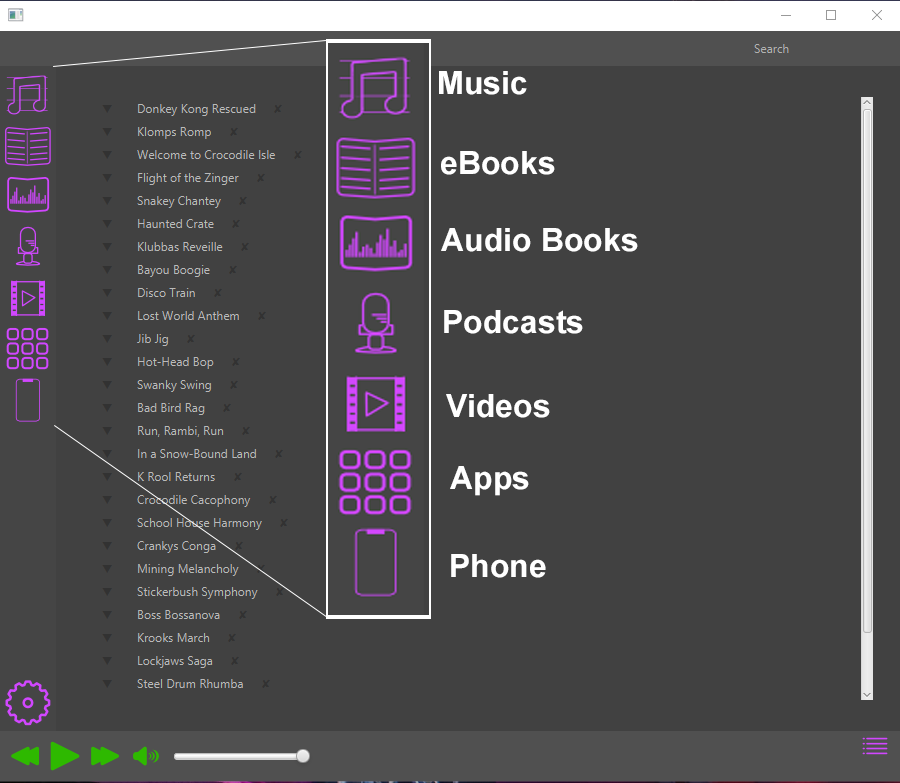 Search
Donkey Kong Rescued ✘
Klomps Romp ✘
Welcome to Crocodile Isle ✘
Flight of the Zinger ✘
Snakey Chantey ✘
Haunted Crate ✘
Klubbas Reveille ✘
Bayou Boogie ✘
Disco Train ✘
Lost World Anthem ✘
Jib Jig ✘
Hot-Head Bop ✘
Swanky Swing ✘
Bad Bird Rag ✘
Run, Rambi, Run ✘
In a Snow-Bound Land ✘
K Rool Returns ✘
Crocodile Cacophony ✘
School House Harmony ✘
Crankys Conga ✘
Mining Melancholy
Stickerbush Symphony ✘
Boss Bossanova ✘
Krooks March ✘
Lockjaws Saga ✘
Steel Drum Rhumba ✘
Music
eBooks
Audio Books
Podcasts
Videos
Apps
Phone